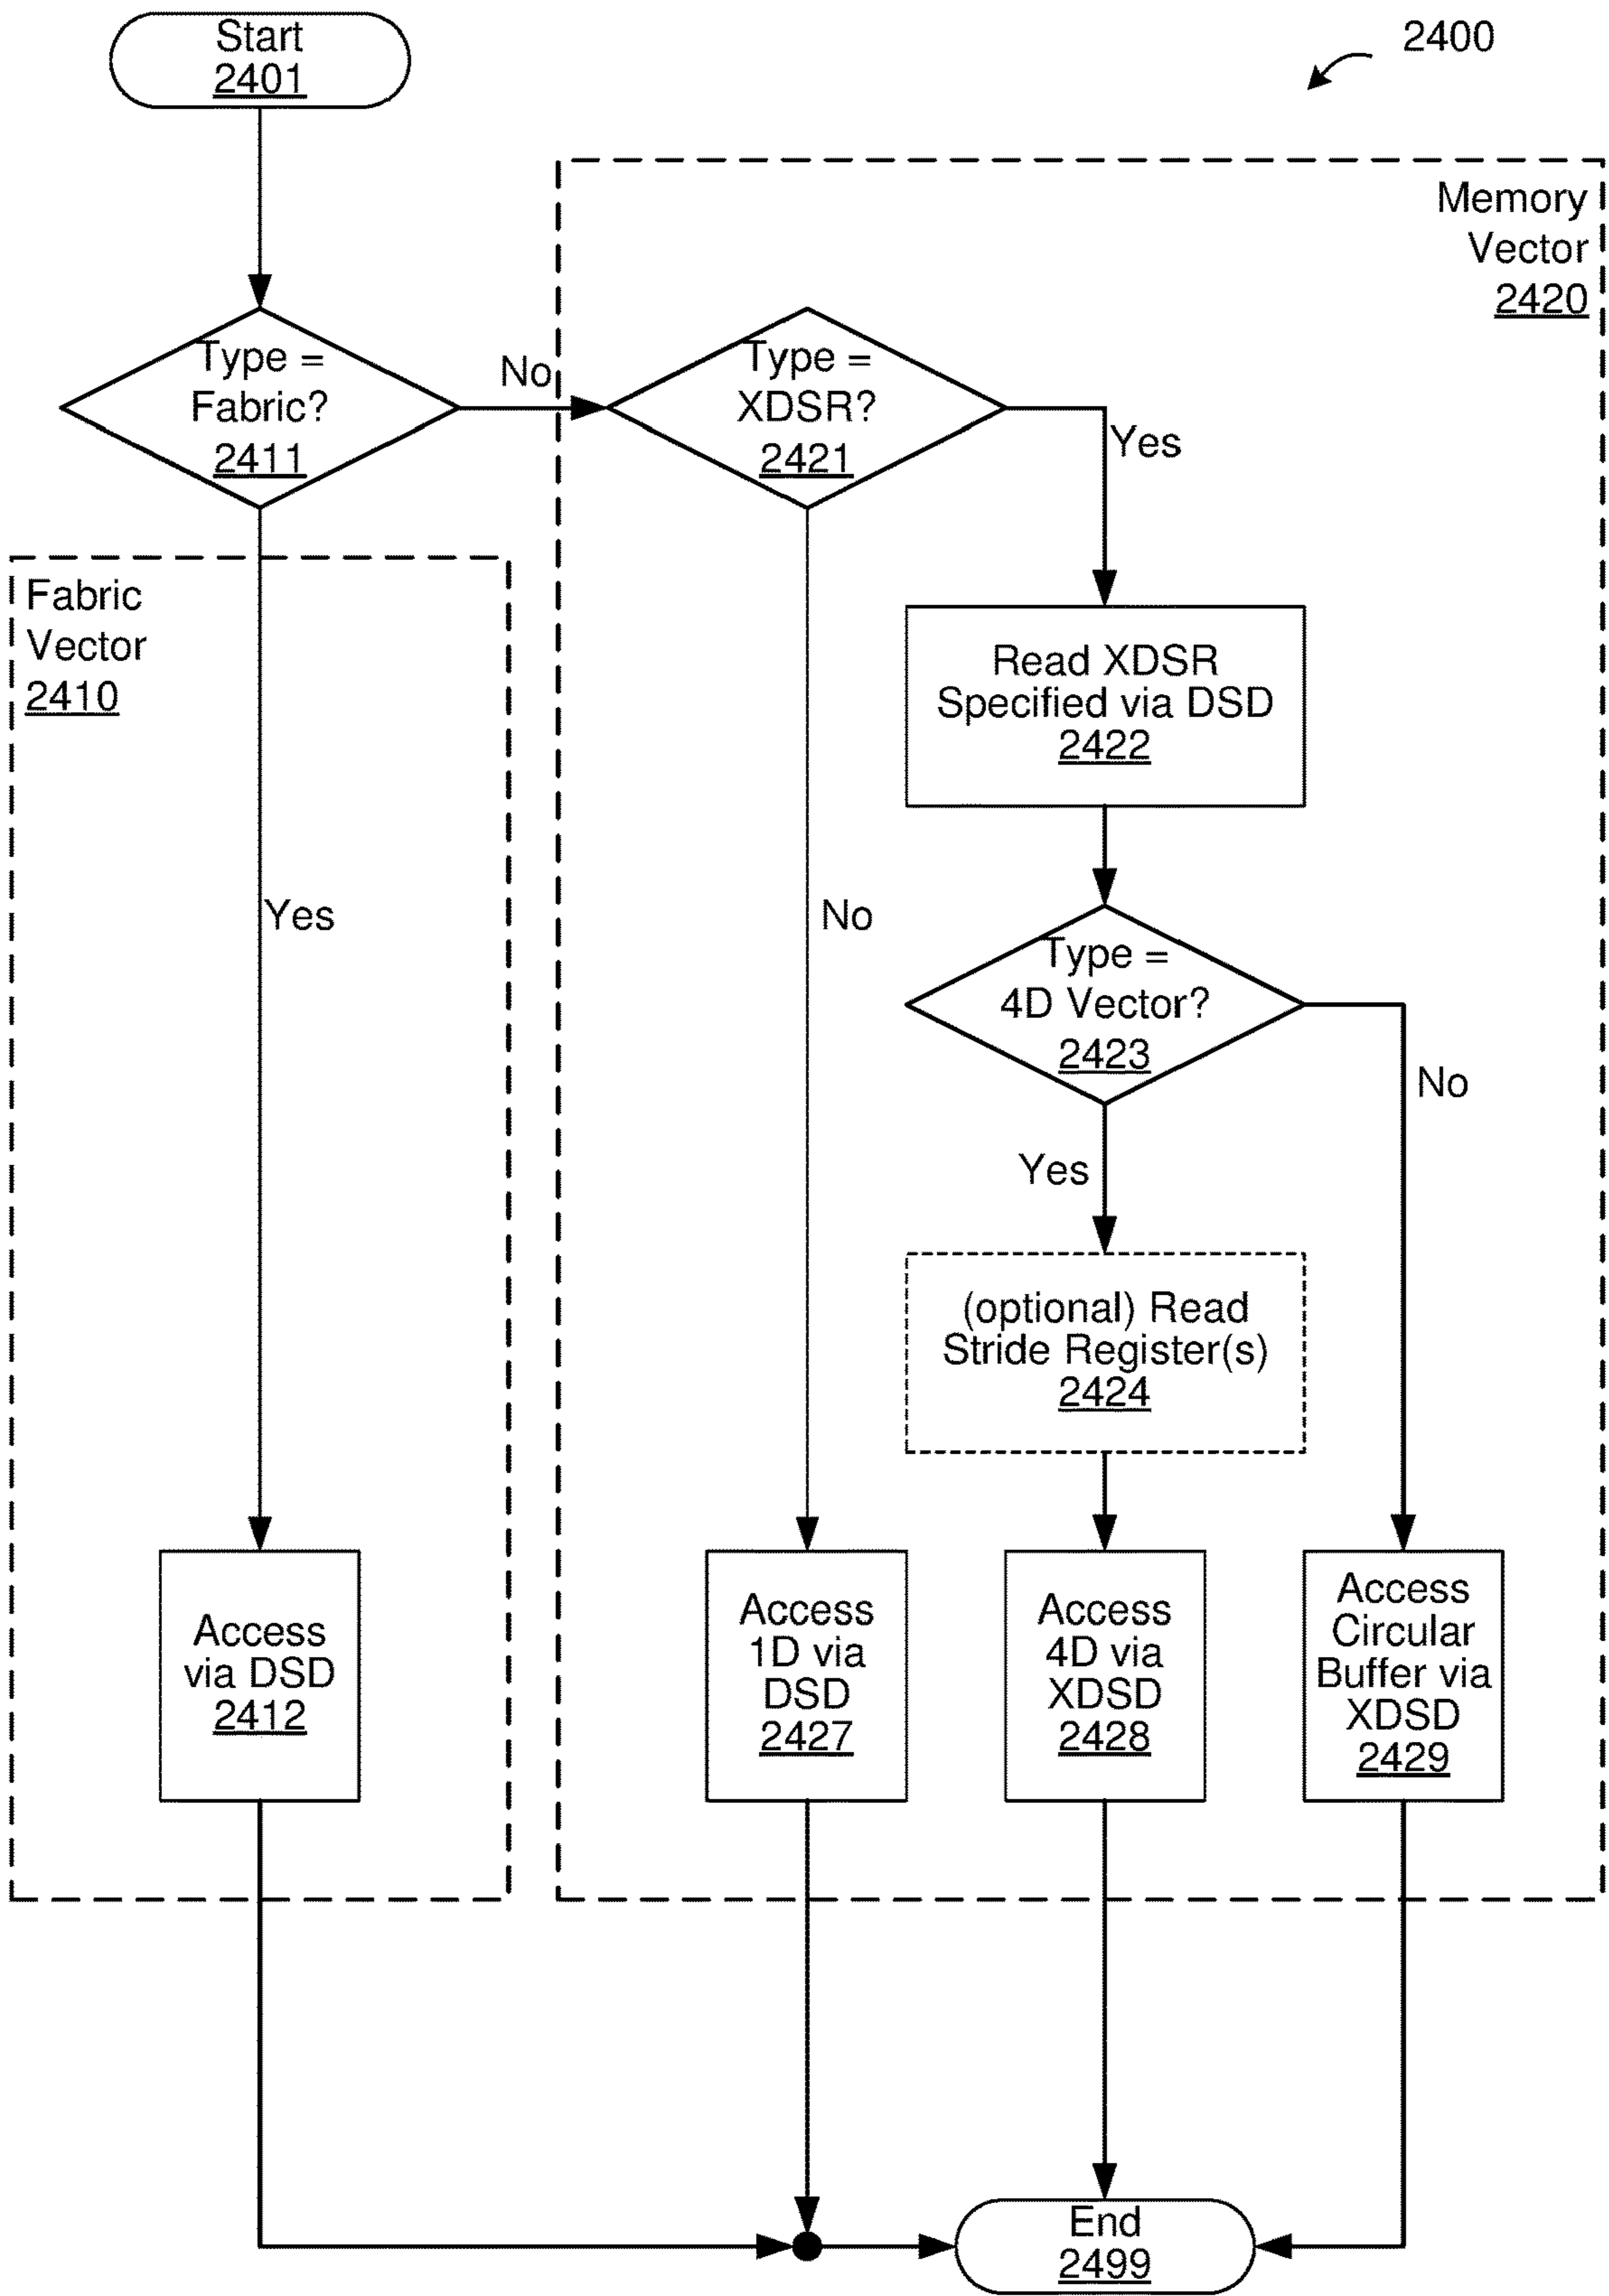 Start
2401
2400
Memory
Vector
2420
Type =
Fabric?
2411
No
Type =
XDSR?
2421
Yes
Fabric
Vector
2410
Read XDSR
Specified via DSD
2422
Yes
No
Type =
4D Vector?
2423
No
Yes
(optional) Read
Stride Register(s)
2424
Access
via DSD
2412
Access
1D via
DSD
2427
Access
4D via
XDSD
2428
Access
Circular
Buffer via
XDSD
2429
End
2499